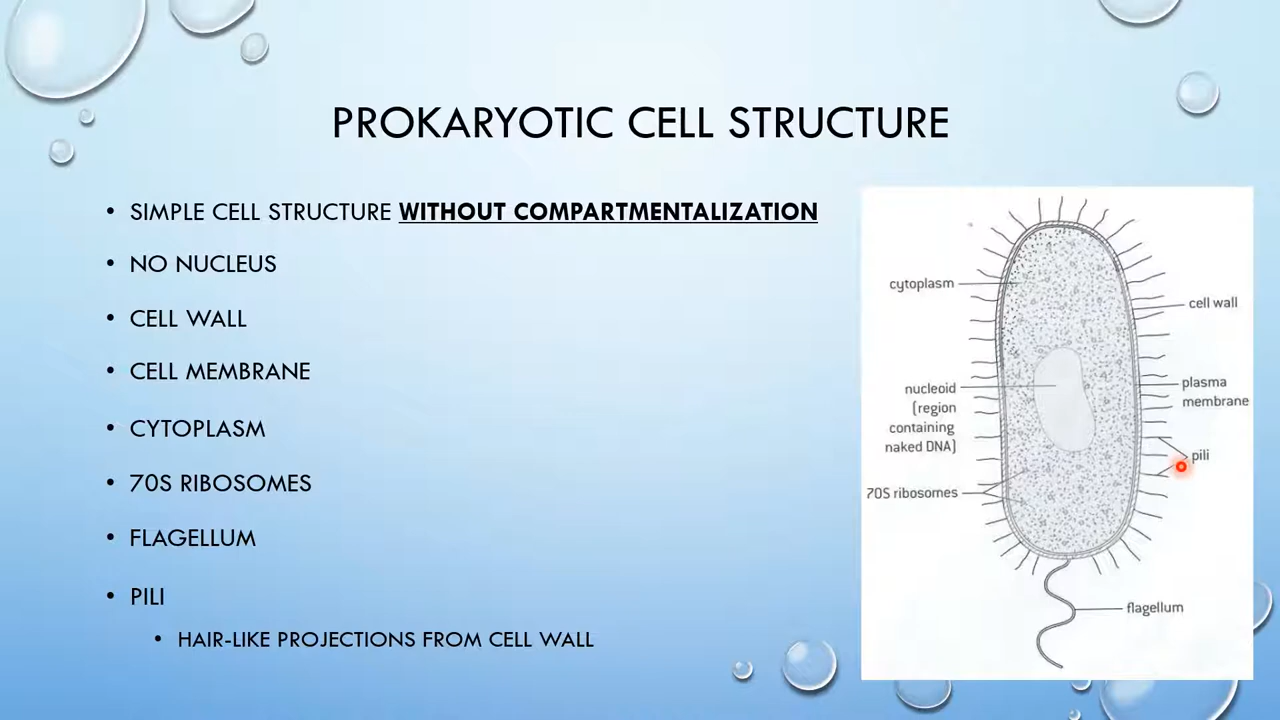 PROKARYOTIC CELL STRUCTURE
• SIMPLE CELL STRUCTURE WITHOUT COMPARTMENTALIZATION
• NO NUCLEUS
• CELL WALL
• CELL MEMBRANE
• CYTOPLASM
• 70S RIBOSOMES
• FLAGELLUM
• PILI
• HAIR-LIKE PROJECTIONS FROM CELL WALL
cytoplasm
nucleoid
(region
containing
naked DNA)
70S ribosomes
cell wall
plasma
membrane
pili
flagellum